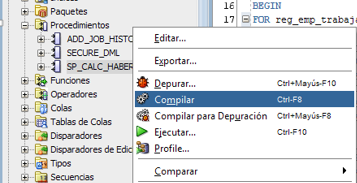 Paquetes
Procedimientos
ADD_JOB_HISTO
SECURE_DML
SP_CALC_HABER
Funciones
Operadores
Colas
Tablas de Colas
Disparadores
Disparadores de Edic
Tipos
Secuencias
16 BEGIN
17 FOR reg_emp_trabaj
Editar...
Exportar...
Depurar... Ctrl+Mayús-F10
Compilar Ctrl-F8
Compilar para Depuración Ctrl+Mayús-F8
Ejecutar... Ctrl-F10
Profile...
Comparar